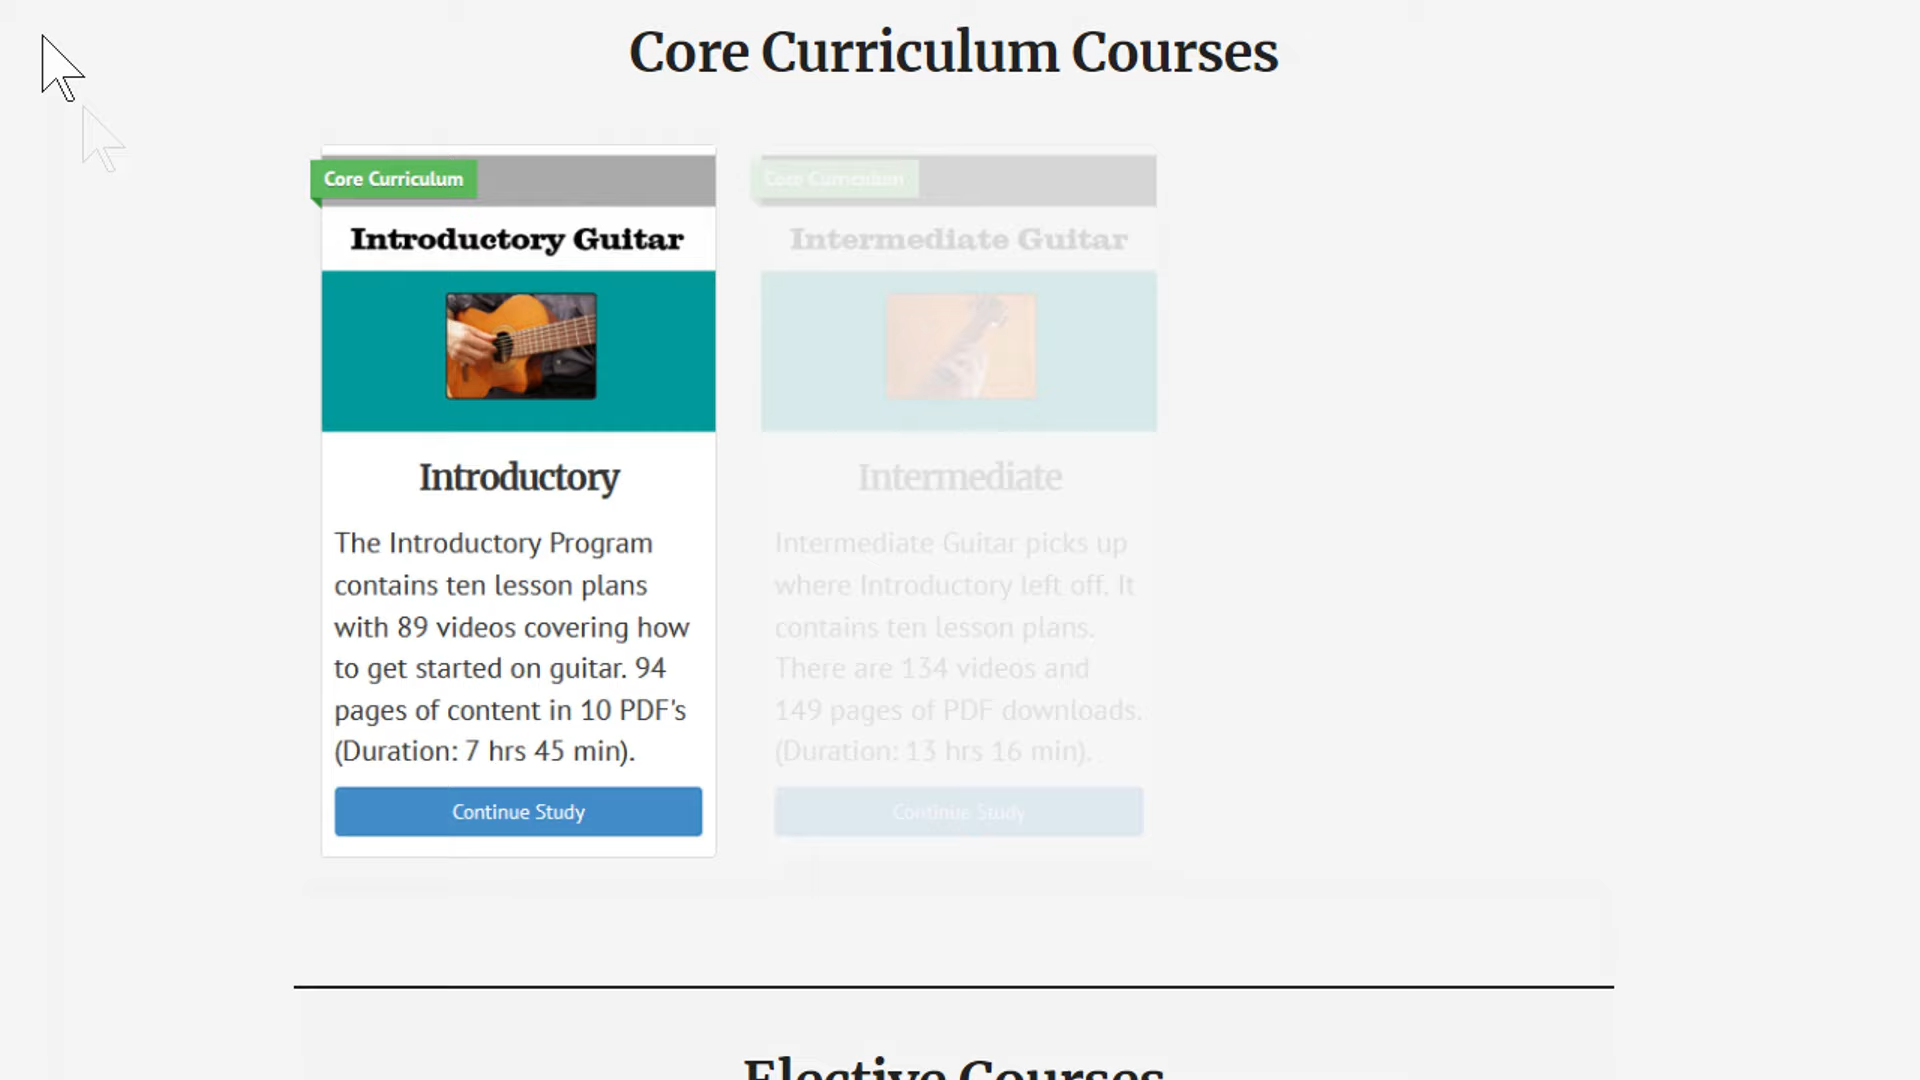 Core Curriculum Courses
Core Curriculum
Introductory Guitar
Introductory
The Introductory Program
contains ten lesson plans
with 89 videos covering how
to get started on guitar. 94
pages of content in 10 PDF's
(Duration: 7 hrs 45 min).
Continue Study
Core Curriculum
Intermediate Guitar
Intermediate
Intermediate Guitar picks up
where Introductory left off. It
contains ten lesson plans.
There are 134 videos and
149 pages of PDF downloads.
(Duration: 13 hrs 16 min).
Continue Study
Elective Courses